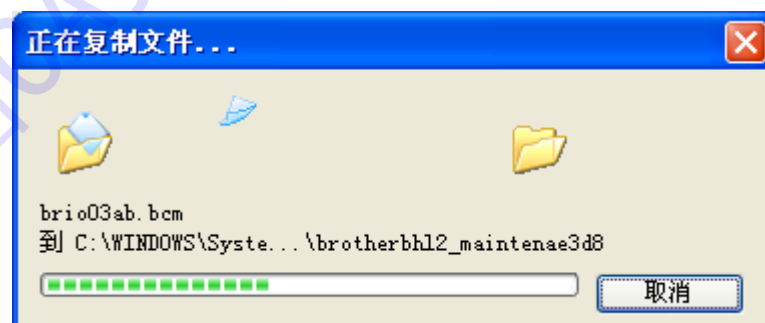 正在复制文件...
brio03ab.bcm
到 C:\WINDOWS\Syste...\brotherbhl2_maintenae3d8
取消